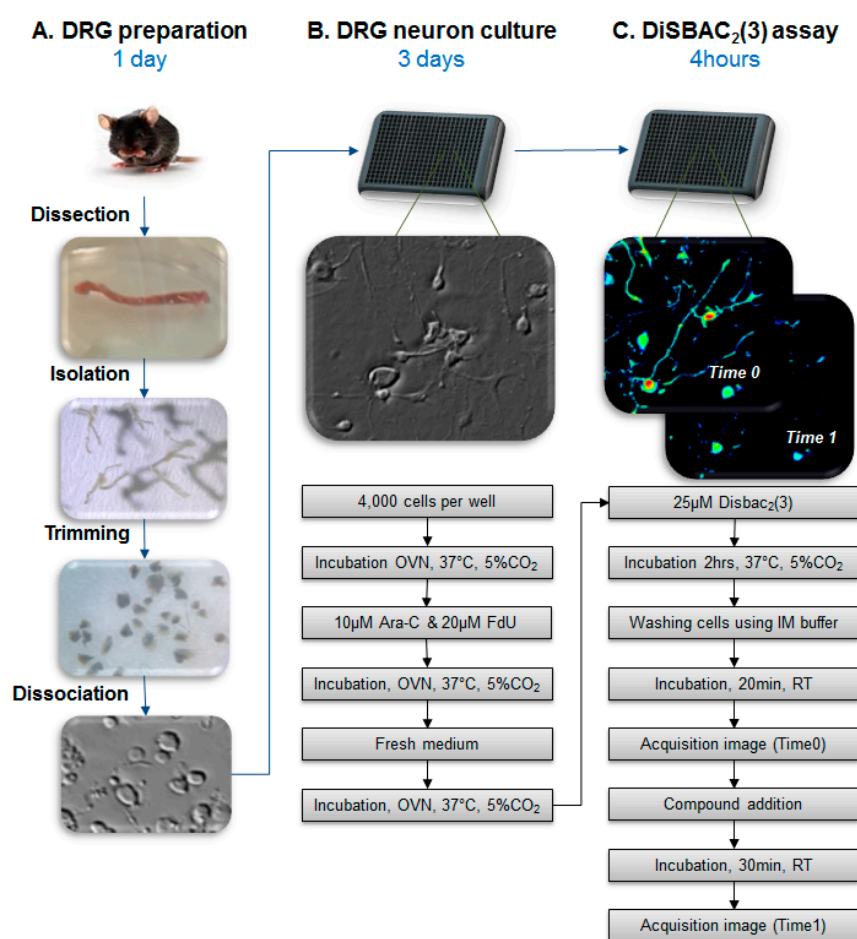 A. DRG preparation
1 day
Dissection
Isolation
Trimming
Dissociation
B. DRG neuron culture
3 days
4,000 cells per well
Incubation OVN, 37°C, 5%CO₂
10µM Ara-C & 20µM FdU
Incubation, OVN, 37°C, 5%CO₂
Fresh medium
Incubation, OVN, 37°C, 5%CO₂
C. DiSBAC₂(3) assay
4hours
Time 0
Time 1
25µM Disbac₂(3)
Incubation 2hrs, 37°C, 5%CO₂
Washing cells using IM buffer
Incubation, 20min, RT
Acquisition image (Time0)
Compound addition
Incubation, 30min, RT
Acquisition image (Time1)